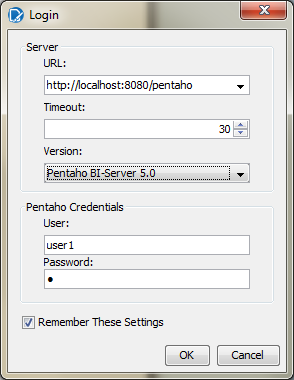 Login
Server
URL:
http://localhost:8080/pentaho
Timeout:
30
Version:
Pentaho BI-Server 5.0
Pentaho Credentials
User:
user1
Password:
●
Remember These Settings
OK Cancel